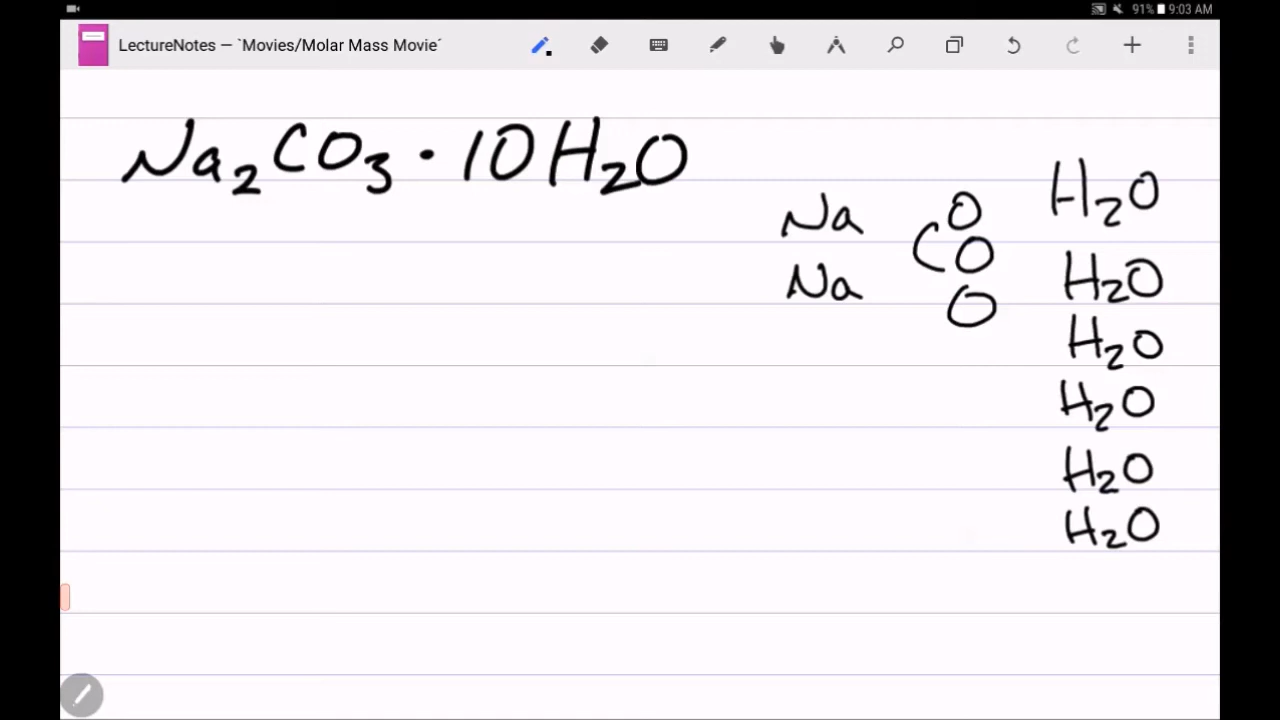 91% 9:03 AM
LectureNotes — `Movies/Molar Mass Movie´
Na₂CO₃ · 10H₂O
H₂O
Na O
CO
Na H₂O
O
H₂O
H₂O
H₂O
H₂O